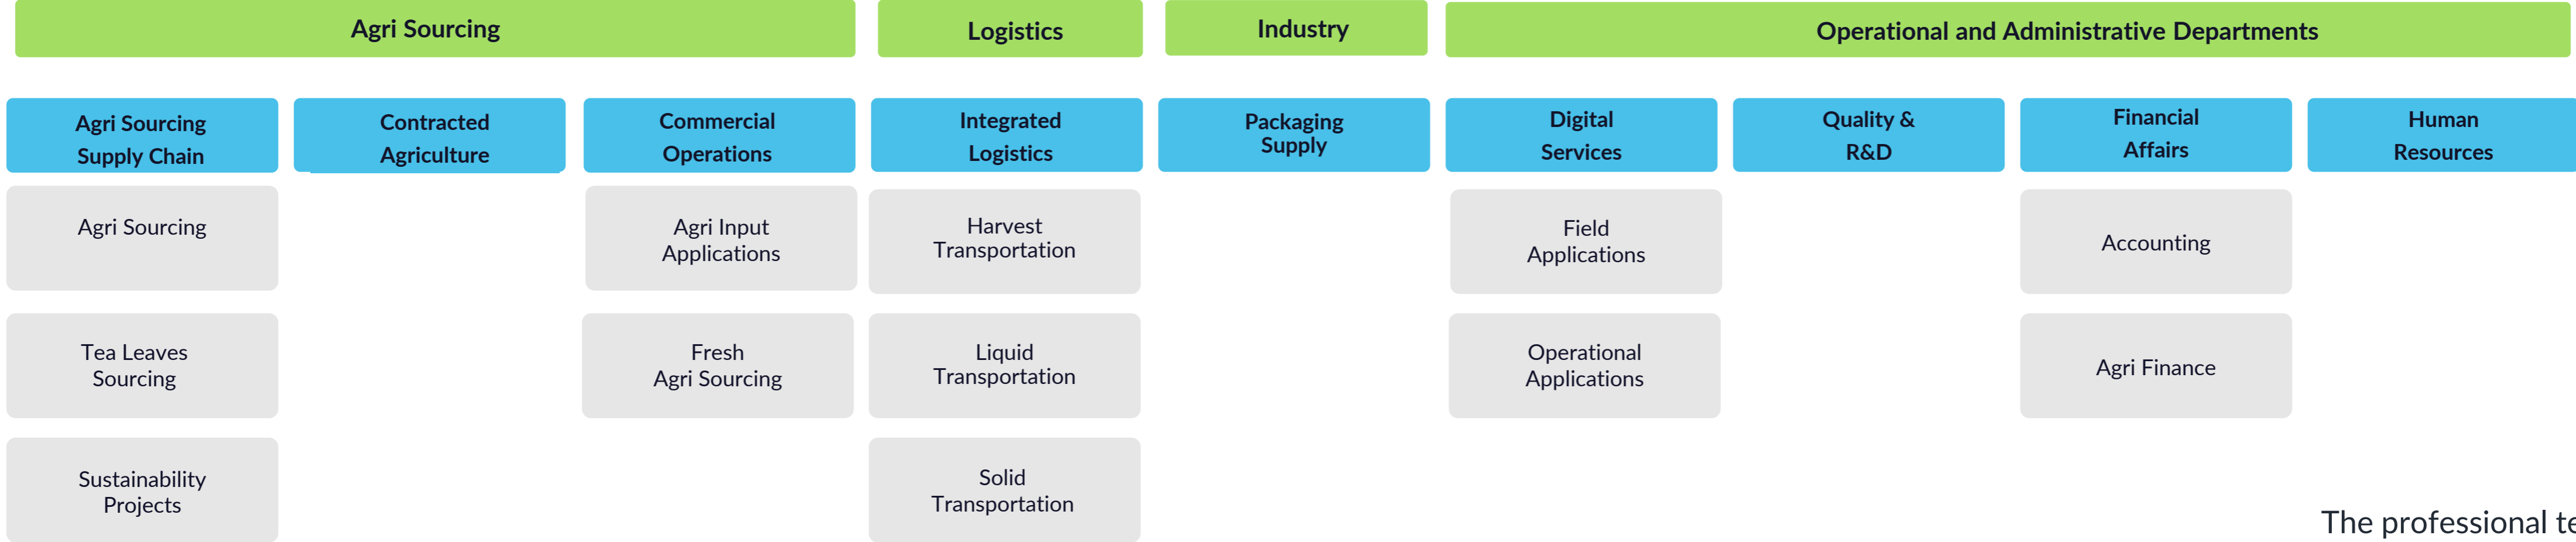 Agri Sourcing
Logistics
Industry
Operational and Administrative Departments
Agri Sourcing
Supply Chain
Contracted
Agriculture
Commercial
Operations
Integrated
Logistics
Packaging
Supply
Digital
Services
Quality &
R&D
Financial
Affairs
Human
Resources
Agri Sourcing
Agri Input
Applications
Harvest
Transportation
Field
Applications
Accounting
Tea Leaves
Sourcing
Fresh
Agri Sourcing
Liquid
Transportation
Operational
Applications
Agri Finance
Sustainability
Projects
Solid
Transportation
The professional